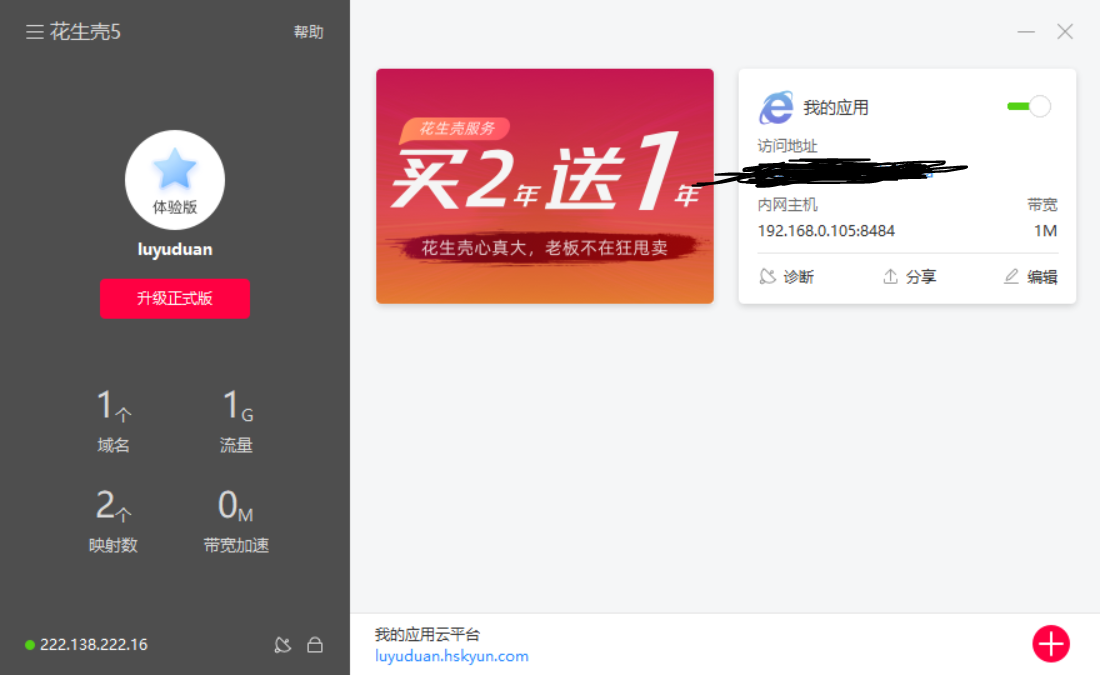 花生壳5
帮助
体验版
luyuduan
升级正式版
1个
域名
1G
流量
2个
映射数
0M
带宽加速
222.138.222.16
花生壳服务
买2年送1年
花生壳心真大，老板不在狂甩卖
我的应用
访问地址
内网主机
带宽
192.168.0.105:8484
1M
诊断
分享
编辑
我的应用云平台
luyuduan.hskyun.com